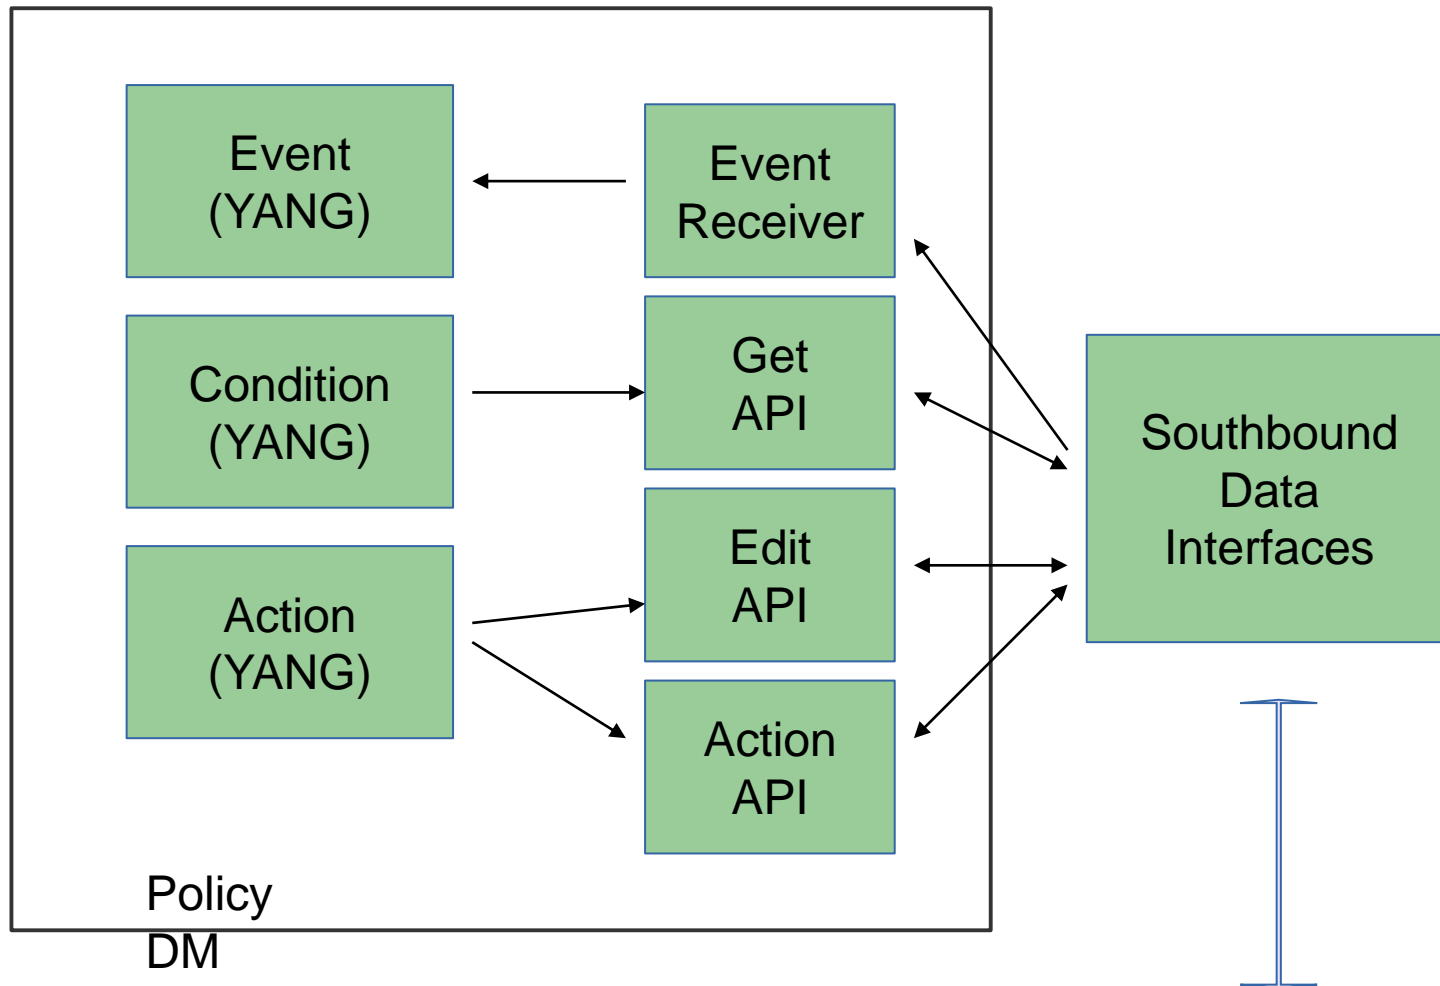 Event
(YANG)
Event
Receiver
Condition
(YANG)
Get
API
Southbound
Data
Interfaces
Action
(YANG)
Edit
API
Action
API
Policy
DM